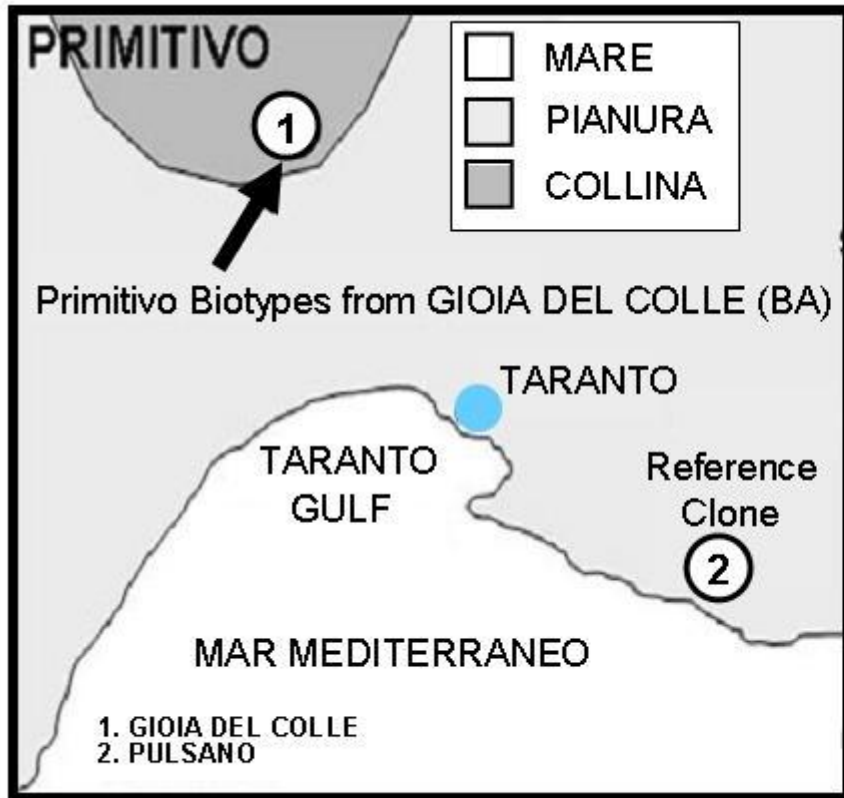 PRIMITIVO
1
MARE
PIANURA
COLLINA
Primitivo Biotypes from GIOIA DEL COLLE (BA)
TARANTO
TARANTO
GULF
Reference
Clone
2
MAR MEDITERRANEO
1. GIOIA DEL COLLE
2. PULSANO